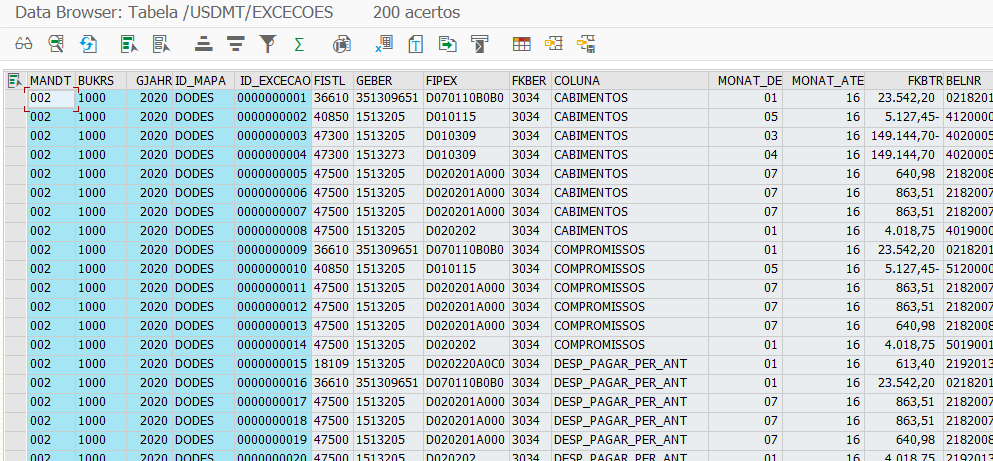 Data Browser: Tabela /USDMT/EXCECOES 200 acertos
MANDT BUKRS GJAHR ID_MAPA ID_EXCECAO FISTL GEBER FIPEX FKBER COLUNA MONAT_DE MONAT_ATE FKBTR BELNR
002 1000 2020 DODES 0000000001 36610 351309651 D070110B0B0 3034 CABIMENTOS 01 16 23.542,20 0218201
002 1000 2020 DODES 0000000002 40850 1513205 D010115 3034 CABIMENTOS 05 16 5.127,45- 4120000
002 1000 2020 DODES 0000000003 47300 1513205 D010309 3034 CABIMENTOS 03 16 149.144,70- 4020005
002 1000 2020 DODES 0000000004 47300 1513273 D010309 3034 CABIMENTOS 04 16 149.144,70 4020005
002 1000 2020 DODES 0000000005 47500 1513205 D020201A000 3034 CABIMENTOS 07 16 640,98 2182008
002 1000 2020 DODES 0000000006 47500 1513205 D020201A000 3034 CABIMENTOS 07 16 863,51 2182008
002 1000 2020 DODES 0000000007 47500 1513205 D020201A000 3034 CABIMENTOS 07 16 863,51 2182007
002 1000 2020 DODES 0000000008 47500 1513205 D020202 3034 CABIMENTOS 01 16 4.018,75 4019000
002 1000 2020 DODES 0000000009 36610 351309651 D070110B0B0 3034 COMPROMISSOS 01 16 23.542,20 0218201
002 1000 2020 DODES 0000000010 40850 1513205 D010115 3034 COMPROMISSOS 05 16 5.127,45- 5120000
002 1000 2020 DODES 0000000011 47500 1513205 D020201A000 3034 COMPROMISSOS 07 16 863,51 2182007
002 1000 2020 DODES 0000000012 47500 1513205 D020201A000 3034 COMPROMISSOS 07 16 863,51 2182008
002 1000 2020 DODES 0000000013 47500 1513205 D020201A000 3034 COMPROMISSOS 07 16 640,98 2182008
002 1000 2020 DODES 0000000014 47500 1513205 D020202 3034 COMPROMISSOS 01 16 4.018,75 5019001
002 1000 2020 DODES 0000000015 18109 1513205 D020220A0C0 3034 DESP_PAGAR_PER_ANT 01 16 613,40 2192013
002 1000 2020 DODES 0000000016 36610 351309651 D070110B0B0 3034 DESP_PAGAR_PER_ANT 01 16 23.542,20 0218201
002 1000 2020 DODES 0000000017 47500 1513205 D020201A000 3034 DESP_PAGAR_PER_ANT 07 16 863,51 2182007
002 1000 2020 DODES 0000000018 47500 1513205 D020201A000 3034 DESP_PAGAR_PER_ANT 07 16 863,51 2182008
002 1000 2020 DODES 0000000019 47500 1513205 D020201A000 3034 DESP_PAGAR_PER_ANT 07 16 640,98 2182008
002 1000 2020 DODES 0000000020 47500 1513205 D020202 3034 DESP_PAGAR_PER_ANT 01 16 4.018,75 2192013